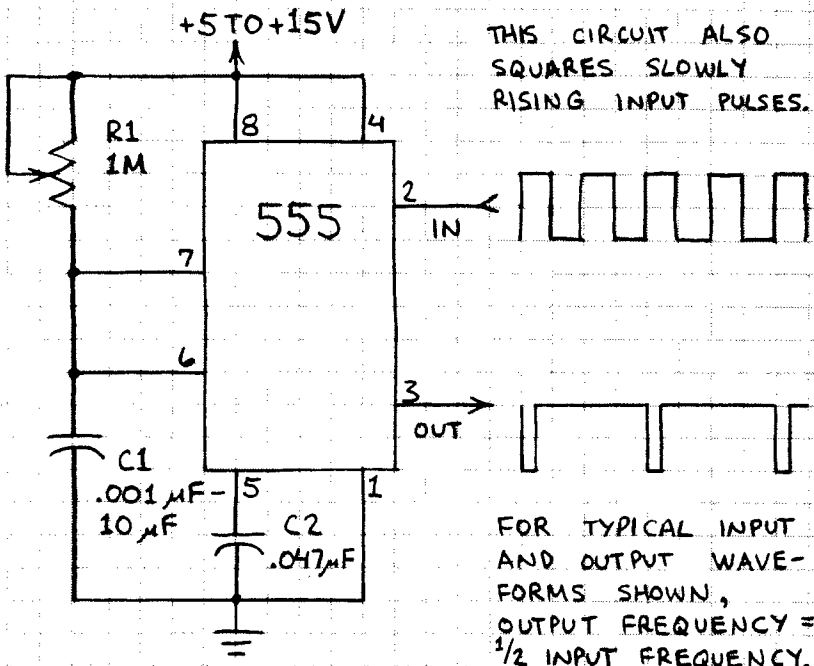 +5 TO +15V
THIS CIRCUIT ALSO
SQUARES SLOWLY
RISING INPUT PULSES.
R1
1M
8
4
555
2
IN
7
6
3
OUT
C1
.001 µF-
10 µF
5
1
C2
.047µF
FOR TYPICAL INPUT
AND OUTPUT WAVE-
FORMS SHOWN,
OUTPUT FREQUENCY =
1/2 INPUT FREQUENCY.